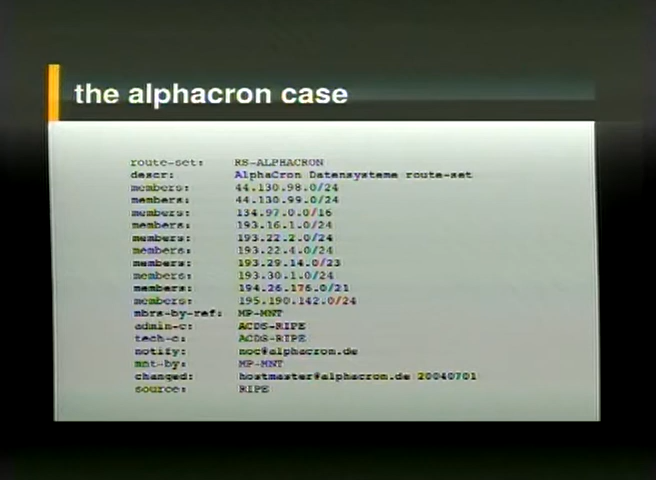 the alphacron case
route-set: RS-ALPHACRON
descr: AlphaCron Datensysteme route-set
members: 44.130.98.0/24
members: 44.130.99.0/24
members: 134.97.0.0/16
members: 193.16.1.0/24
members: 193.22.2.0/24
members: 193.22.4.0/24
members: 193.29.14.0/23
members: 193.30.1.0/24
members: 194.26.176.0/21
members: 195.190.142.0/24
mbrs-by-ref: MP-MNT
admin-c: ACDS-RIPE
tech-c: ACDS-RIPE
notify: noc@alphacron.de
mnt-by: MP-MNT
changed: hostmaster@alphacron.de 20040701
source: RIPE